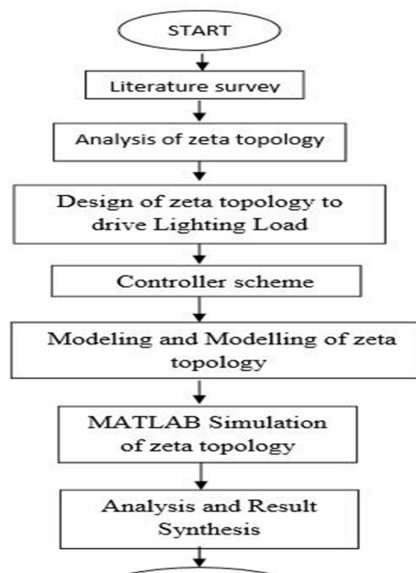 START
Literature survey
Analysis of zeta topology
Design of zeta topology to
drive Lighting Load
Controller scheme
Modeling and Modelling of zeta
topology
MATLAB Simulation
of zeta topology
Analysis and Result
Synthesis